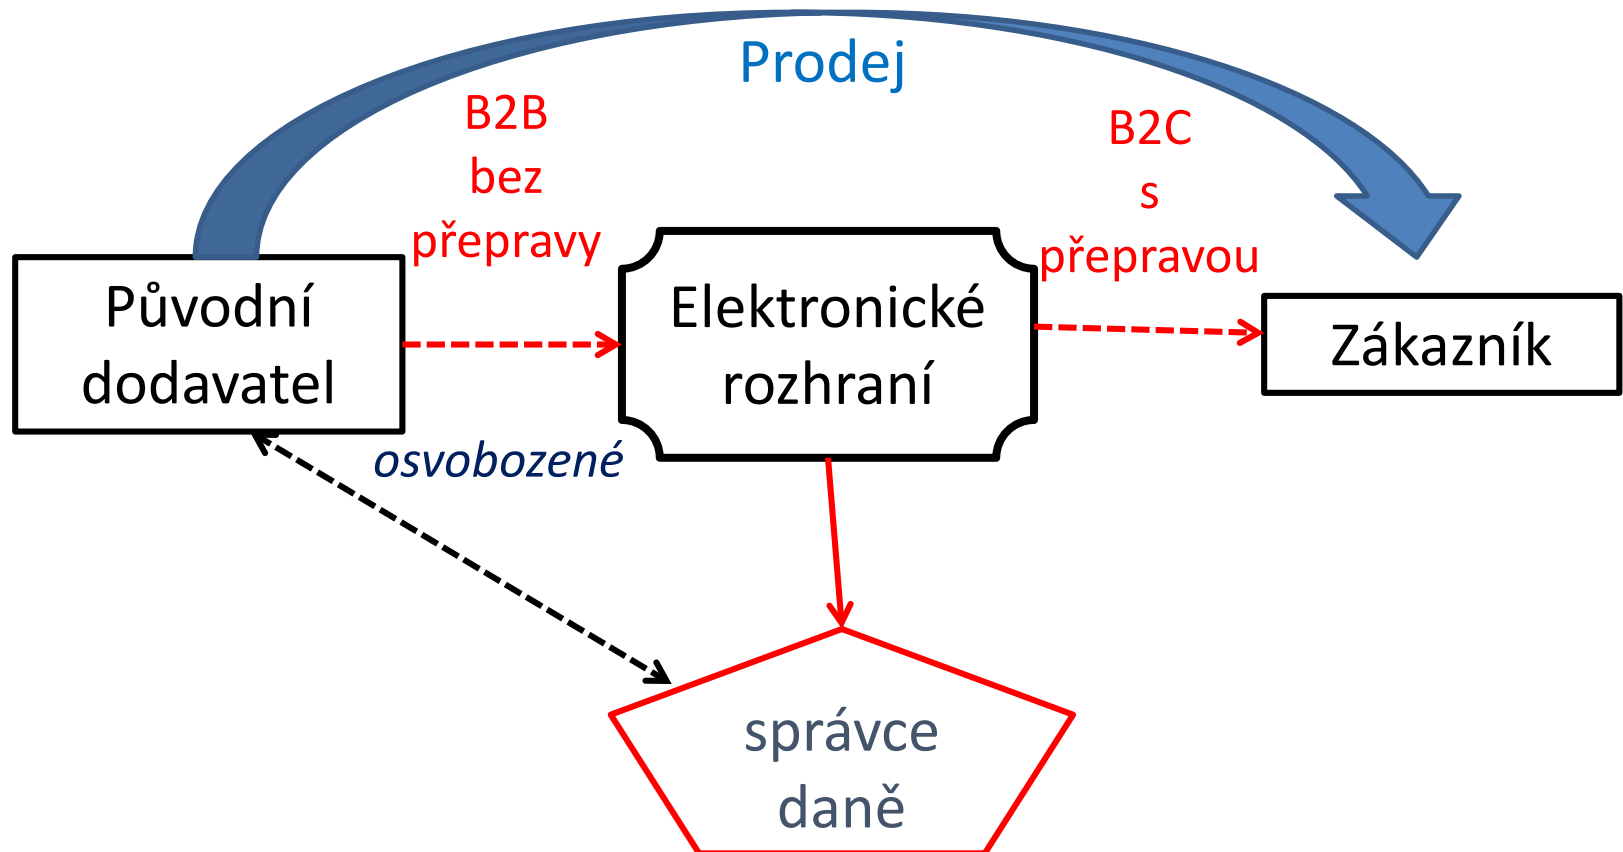 Prodej
B2B
bez
přepravy
B2C
s
přepravou
Původní
dodavatel
Elektronické
rozhraní
Zákazník
osvobozené
správce
daně